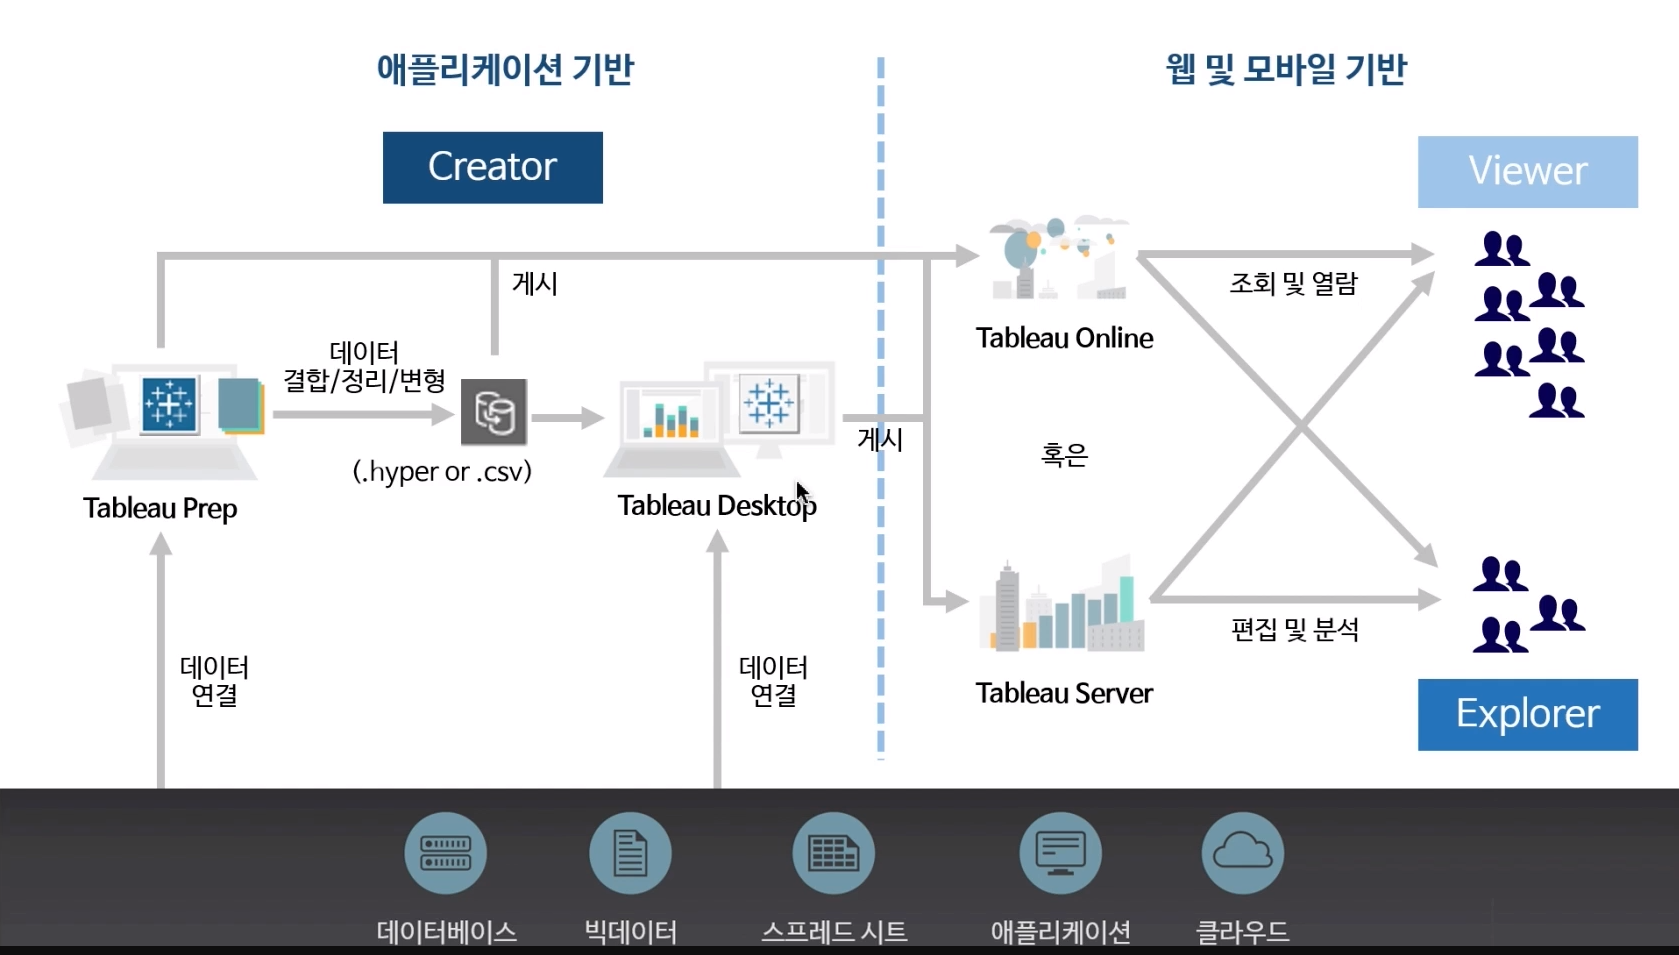 애플리케이션 기반
웹 및 모바일 기반
Creator
Viewer
게시
조회 및 열람
데이터
결합/정리/변형
(.hyper or .csv)
Tableau Prep
Tableau Desktop
게시
Tableau Online
혹은
데이터
연결
데이터
연결
Tableau Server
편집 및 분석
Explorer
데이터베이스
빅데이터
스프레드 시트
애플리케이션
클라우드